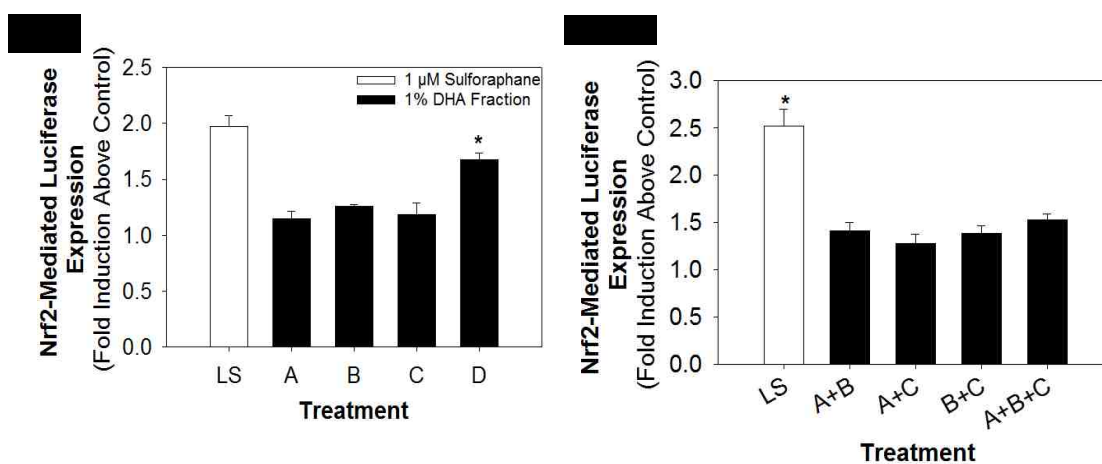 Nrf2-Mediated Luciferase
Expression
(Fold Induction Above Control)
2.5
2.0
1.5
1.0
0.5
0.0
1 µM Sulforaphane
1% DHA Fraction
*
LS A B C D
Treatment
Nrf2-Mediated Luciferase
Expression
(Fold Induction Above Control)
3.0
2.5
2.0
1.5
1.0
0.5
0.0
*
LS A+B A+C B+C A+B+C
Treatment